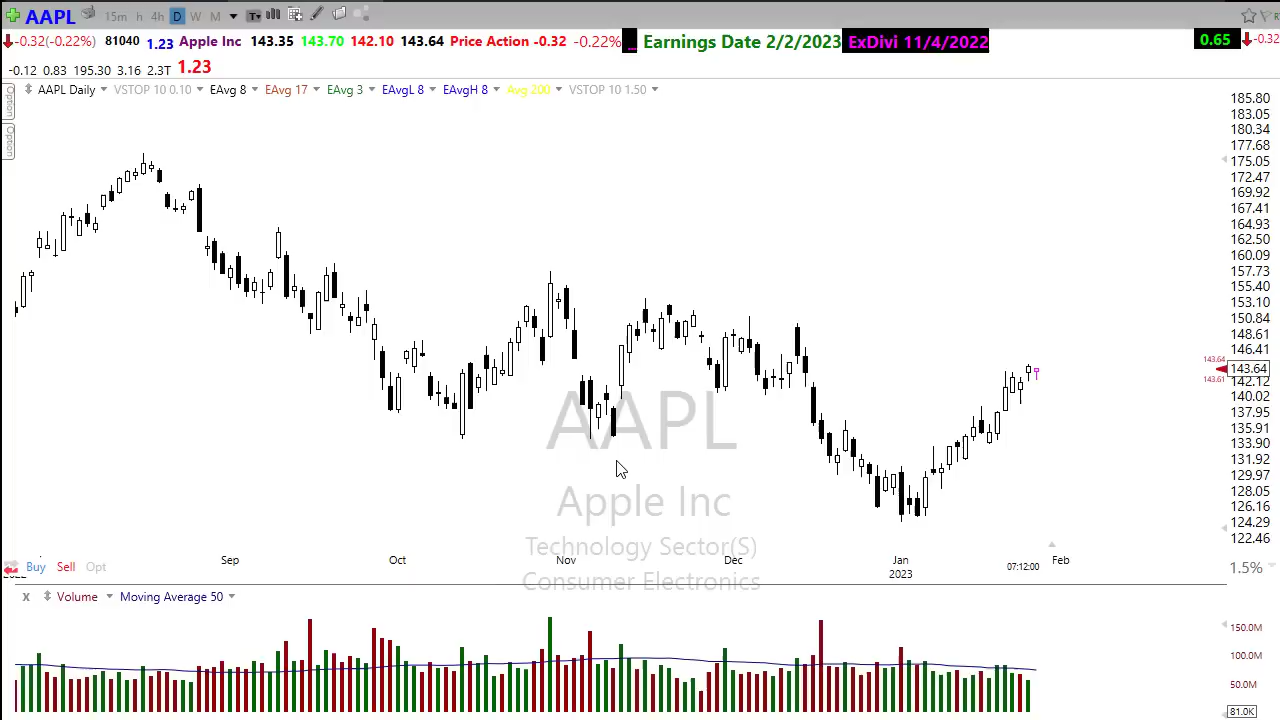 AAPL 15m h 4h D W M T
-0.32(-0.22%) 81040 1.23 Apple Inc 143.35 143.70 142.10 143.64 Price Action -0.32 -0.22% Earnings Date 2/2/2023 ExDivi 11/4/2022 0.65 -0.32
-0.12 0.83 195.30 3.16 2.3T 1.23
AAPL Daily VSTOP 10 0.10 EAvg 8 EAvg 17 EAvg 3 EAvgL 8 EAvgH 8 Avg 200 VSTOP 10 1.50
Option
Option
185.80
183.05
180.34
177.68
175.05
172.47
169.92
167.41
164.93
162.50
160.09
157.73
155.40
153.10
150.84
148.61
146.41
143.64
143.64
143.61
142.12
140.02
137.95
135.91
133.90
131.92
129.97
128.05
126.16
124.29
122.46
AAPL
Apple Inc
Technology Sector(S)
Consumer Electronics
Sep Oct Nov Dec Jan Feb
2023 07:12:00
Buy Sell Opt 1.5%
x Volume Moving Average 50
150.0M
100.0M
50.0M
81.0K